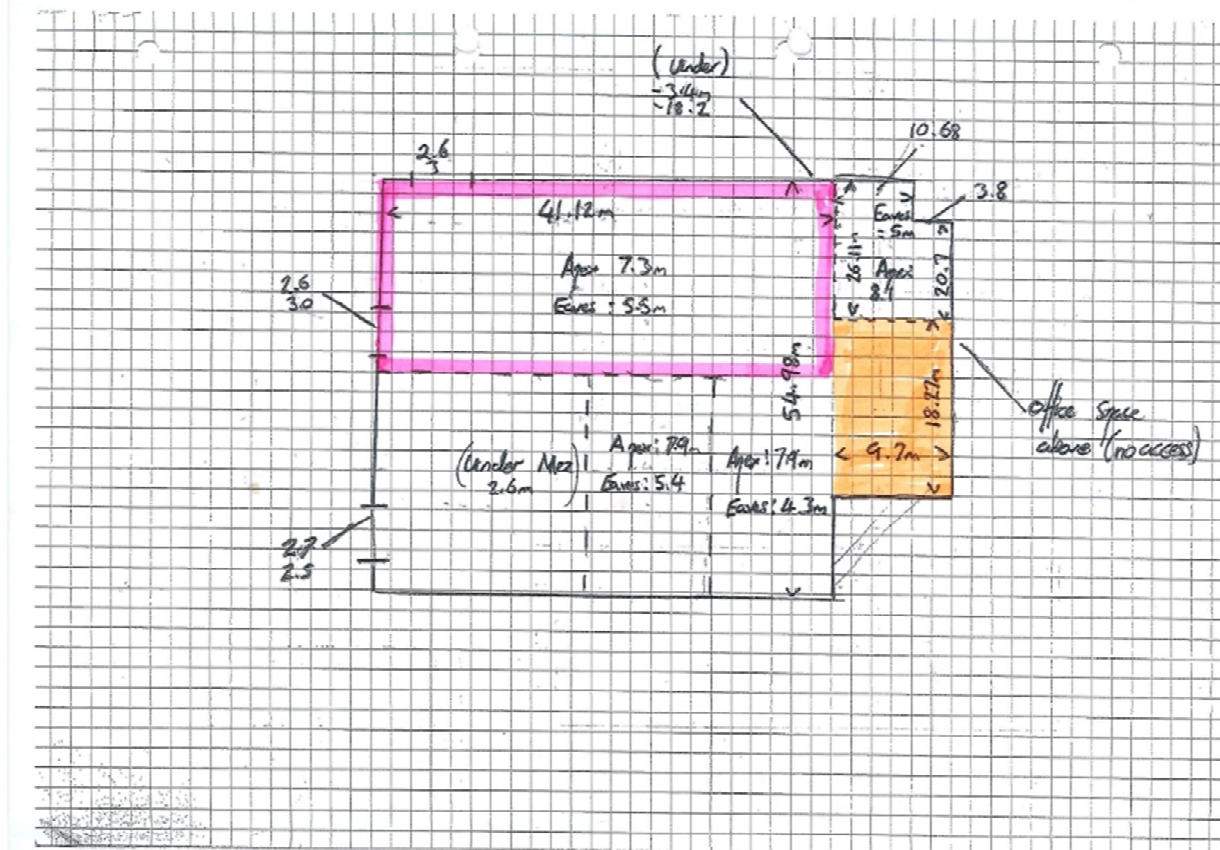 (under)
-3.4m
-18.2
10.68
2.6
3
3.8
41.12m
Eaves
= 5m
26.11m
Apex:
8.1
20.7
Apex 7.3m
Eaves : 5.5m
2.6
3.0
54.98m
18.27m
Office Space
above (no access)
(Under Mez)
2.6m
Apex: 7.9m
Eaves: 5.4
Apex: 7.9m
Eaves: 4.3m
9.7m
2.7
2.5